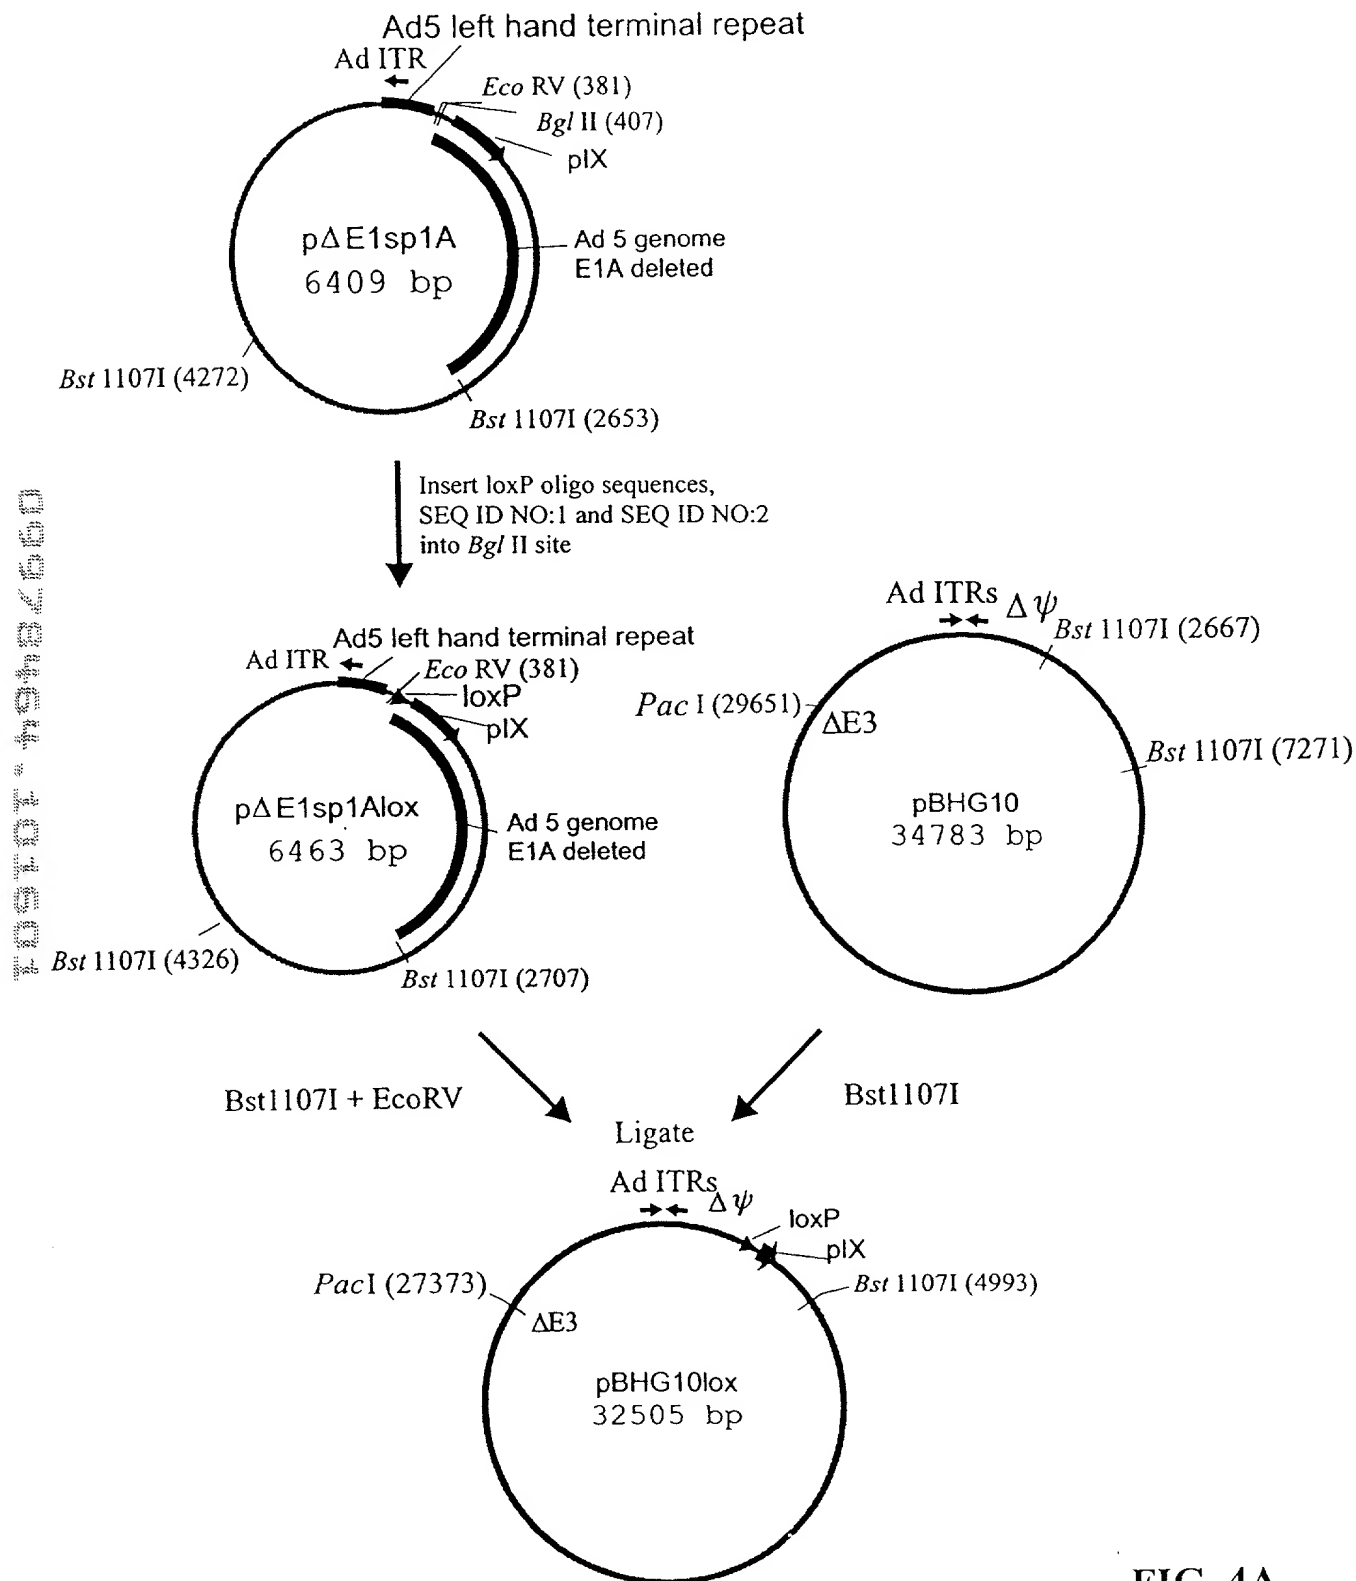 Ad5 left hand terminal repeat
Ad ITR
Eco RV (381)
Bgl II (407)
pIX
pΔE1sp1A
6409 bp
Ad 5 genome
E1A deleted
Bst 1107I (4272)
Bst 1107I (2653)
Insert loxP oligo sequences,
SEQ ID NO:1 and SEQ ID NO:2
into Bgl II site
09978464.101501
Ad5 left hand terminal repeat
Ad ITR
Eco RV (381)
loxP
pIX
pΔE1sp1Alox
6463 bp
Ad 5 genome
E1A deleted
Bst 1107I (4326)
Bst 1107I (2707)
Ad ITRs Δψ
Bst 1107I (2667)
Pac I (29651)
ΔE3
Bst 1107I (7271)
pBHG10
34783 bp
Bst1107I + EcoRV
Bst1107I
Ligate
Ad ITRs Δψ
loxP
pIX
PacI (27373)
Bst 1107I (4993)
ΔE3
pBHG10lox
32505 bp
FIG. 4A